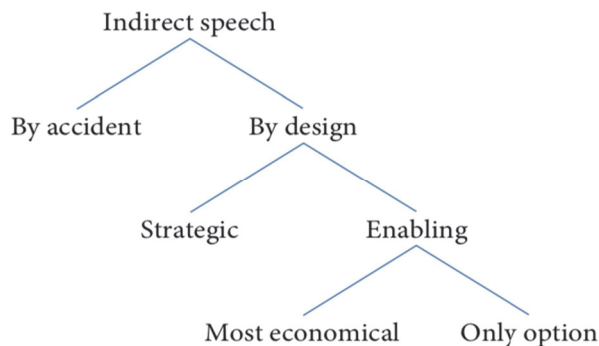 Indirect speech
By accident
By design
Strategic
Enabling
Most economical
Only option